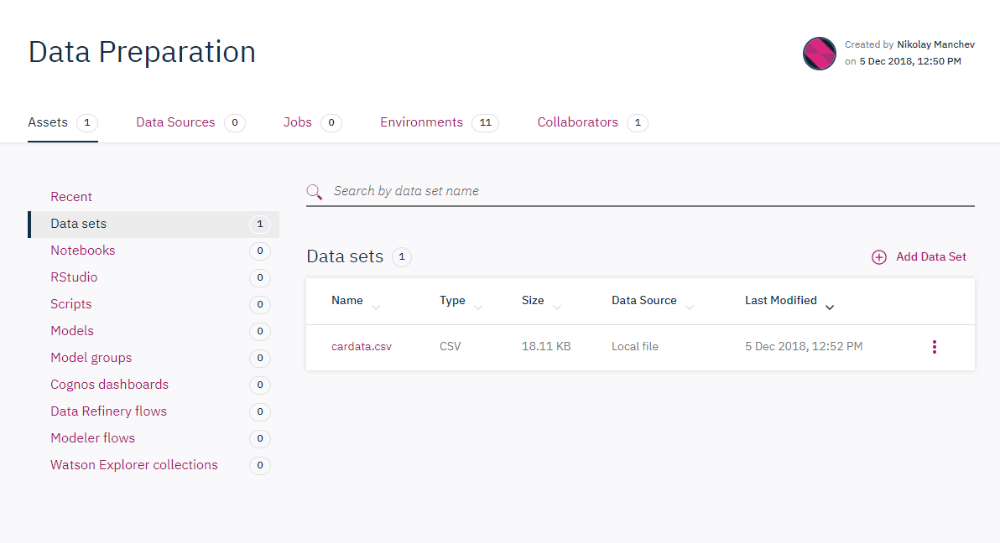 Data Preparation
Created by Nikolay Manchev
on 5 Dec 2018, 12:50 PM
Assets 1 Data Sources 0 Jobs 0 Environments 11 Collaborators 1
Recent
Data sets 1
Notebooks 0
RStudio 0
Scripts 0
Models 0
Model groups 0
Cognos dashboards 0
Data Refinery flows 0
Modeler flows 0
Watson Explorer collections 0
Search by data set name
Data sets 1
Add Data Set
Name Type Size Data Source Last Modified
cardata.csv CSV 18.11 KB Local file 5 Dec 2018, 12:52 PM